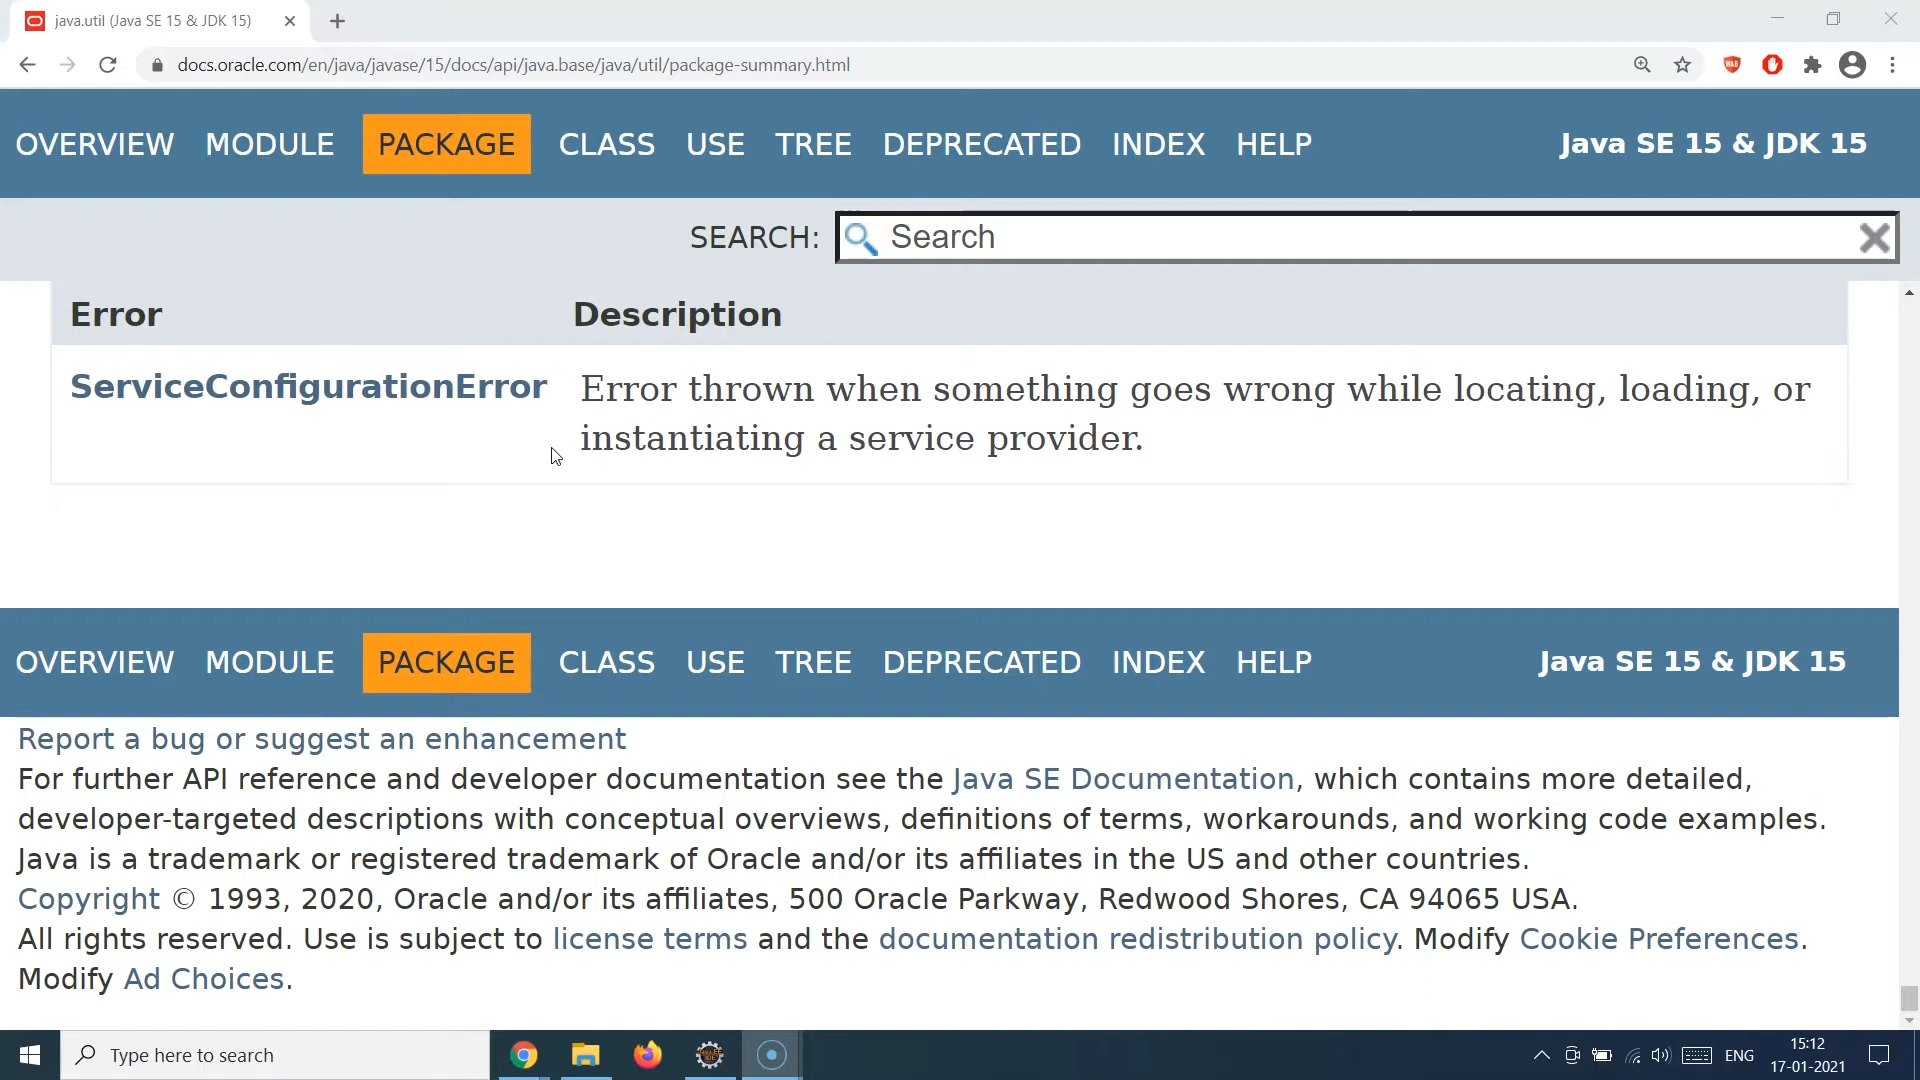 java.util (Java SE 15 & JDK 15)
docs.oracle.com/en/java/javase/15/docs/api/java.base/java/util/package-summary.html
OVERVIEW MODULE PACKAGE CLASS USE TREE DEPRECATED INDEX HELP Java SE 15 & JDK 15
SEARCH: Search
Error Description
ServiceConfigurationError Error thrown when something goes wrong while locating, loading, or
instantiating a service provider.
OVERVIEW MODULE PACKAGE CLASS USE TREE DEPRECATED INDEX HELP Java SE 15 & JDK 15
Report a bug or suggest an enhancement
For further API reference and developer documentation see the Java SE Documentation, which contains more detailed,
developer-targeted descriptions with conceptual overviews, definitions of terms, workarounds, and working code examples.
Java is a trademark or registered trademark of Oracle and/or its affiliates in the US and other countries.
Copyright © 1993, 2020, Oracle and/or its affiliates, 500 Oracle Parkway, Redwood Shores, CA 94065 USA.
All rights reserved. Use is subject to license terms and the documentation redistribution policy. Modify Cookie Preferences.
Modify Ad Choices.
Type here to search
ENG
15:12
17-01-2021